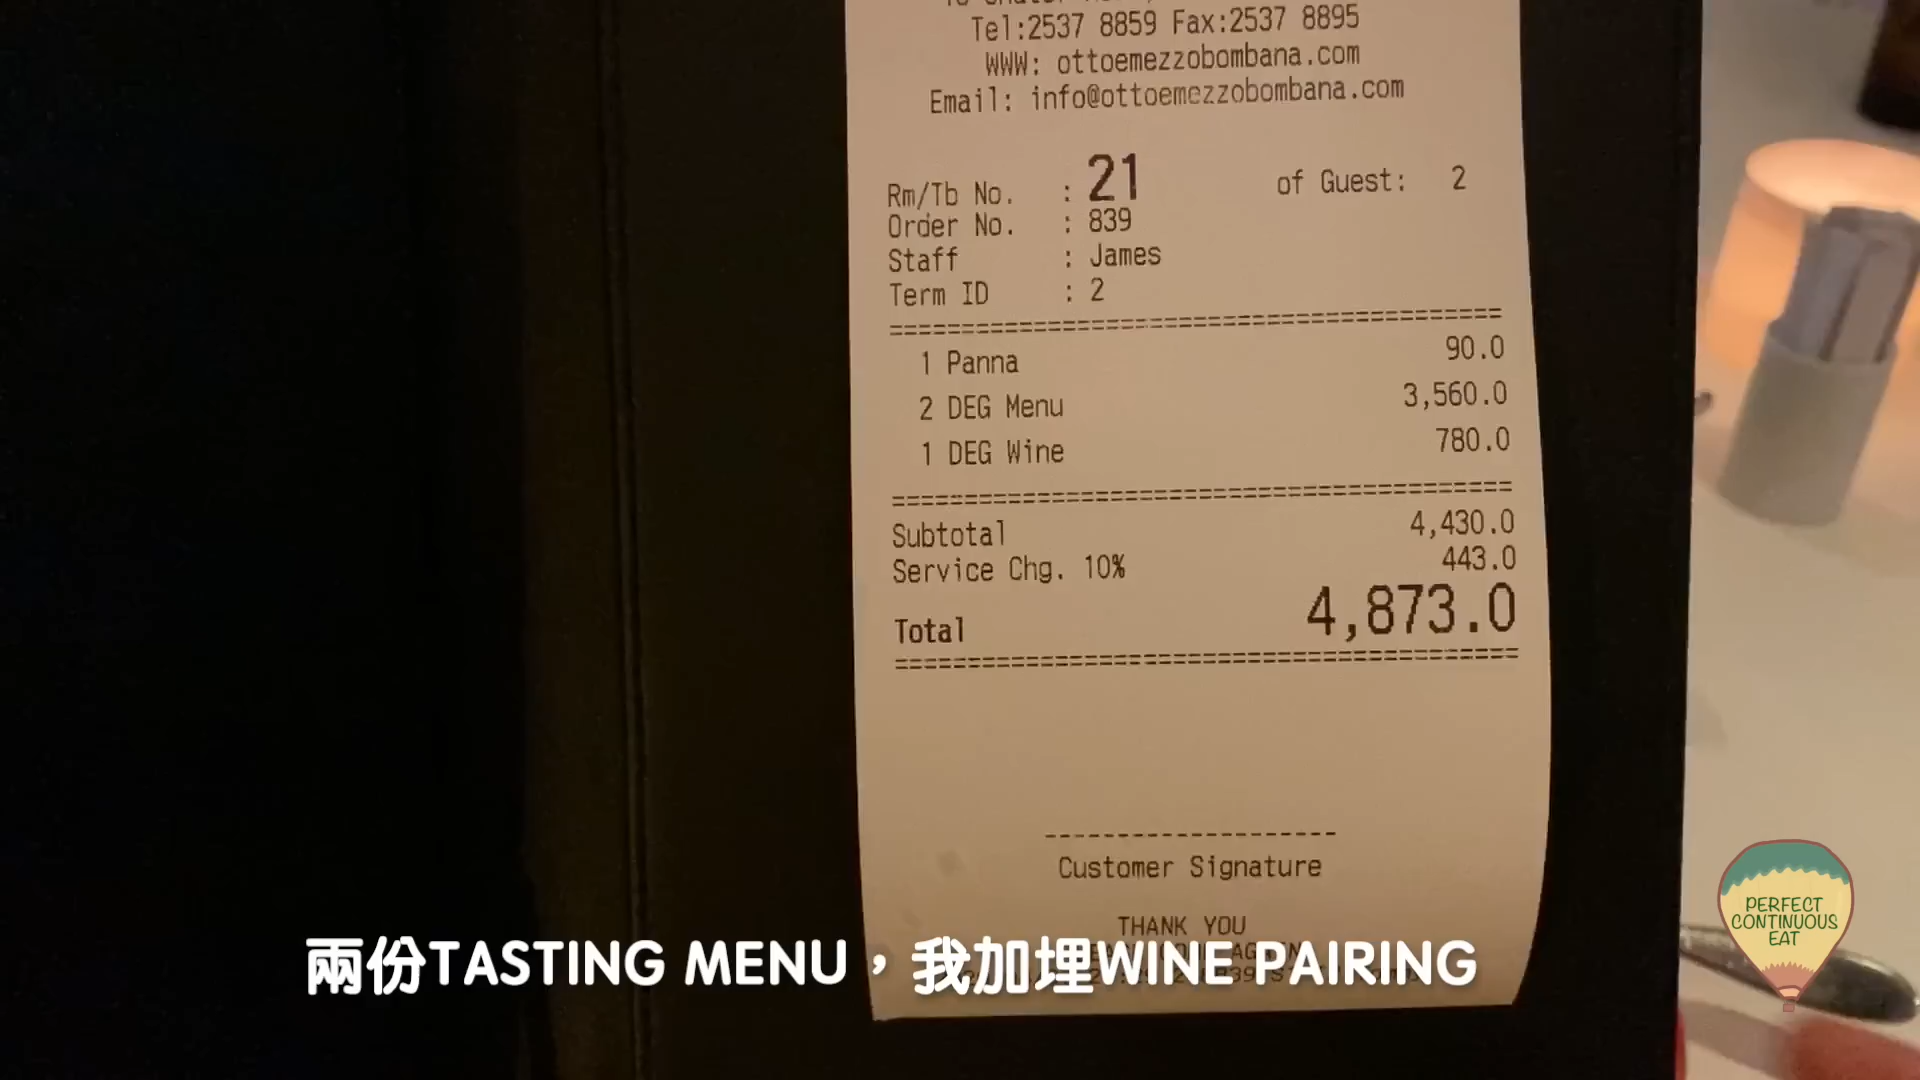 Tel:2537 8859 Fax:2537 8895
WWW: ottoemezzobombana.com
Email: info@ottoemezzobombana.com
Rm/Tb No. : 21 of Guest: 2
Order No. : 839
Staff : James
Term ID : 2
1 Panna 90.0
2 DEG Menu 3,560.0
1 DEG Wine 780.0
Subtotal 4,430.0
Service Chg. 10% 443.0
Total 4,873.0
Customer Signature
THANK YOU
兩份TASTING MENU，我加埋WINE PAIRING
PERFECT
CONTINUOUS
EAT